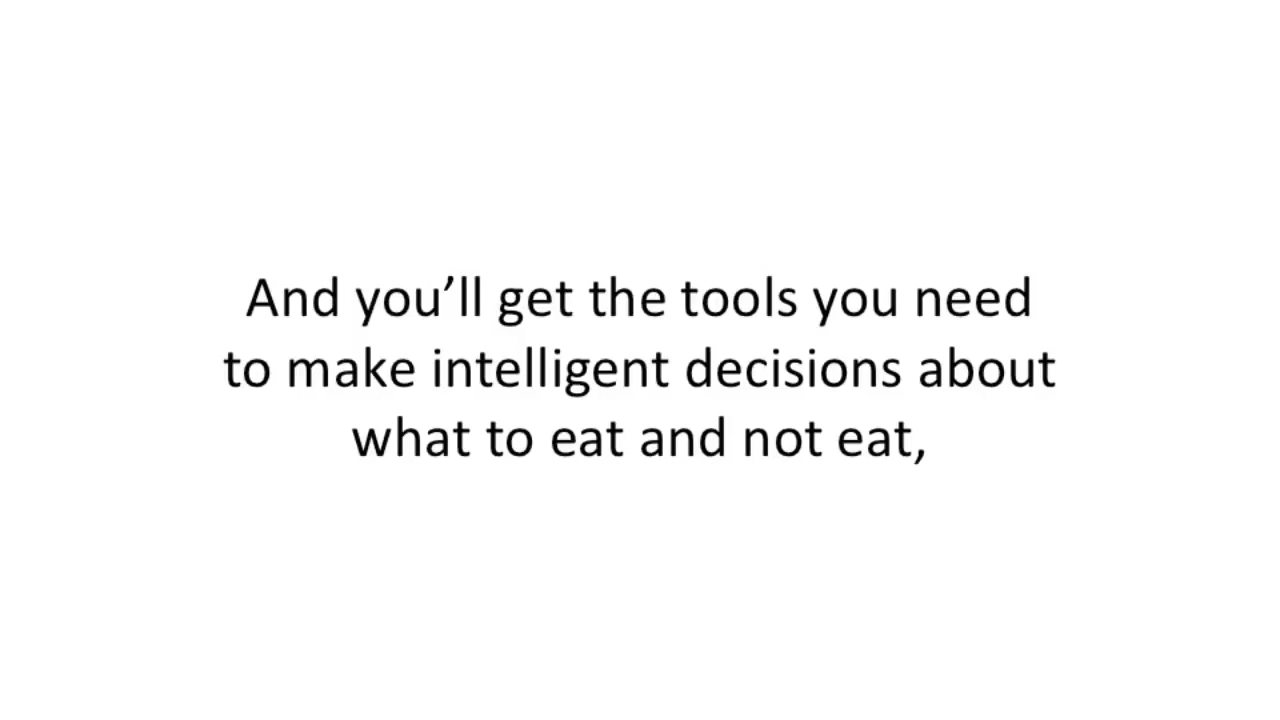 And you’ll get the tools you need
to make intelligent decisions about
what to eat and not eat,